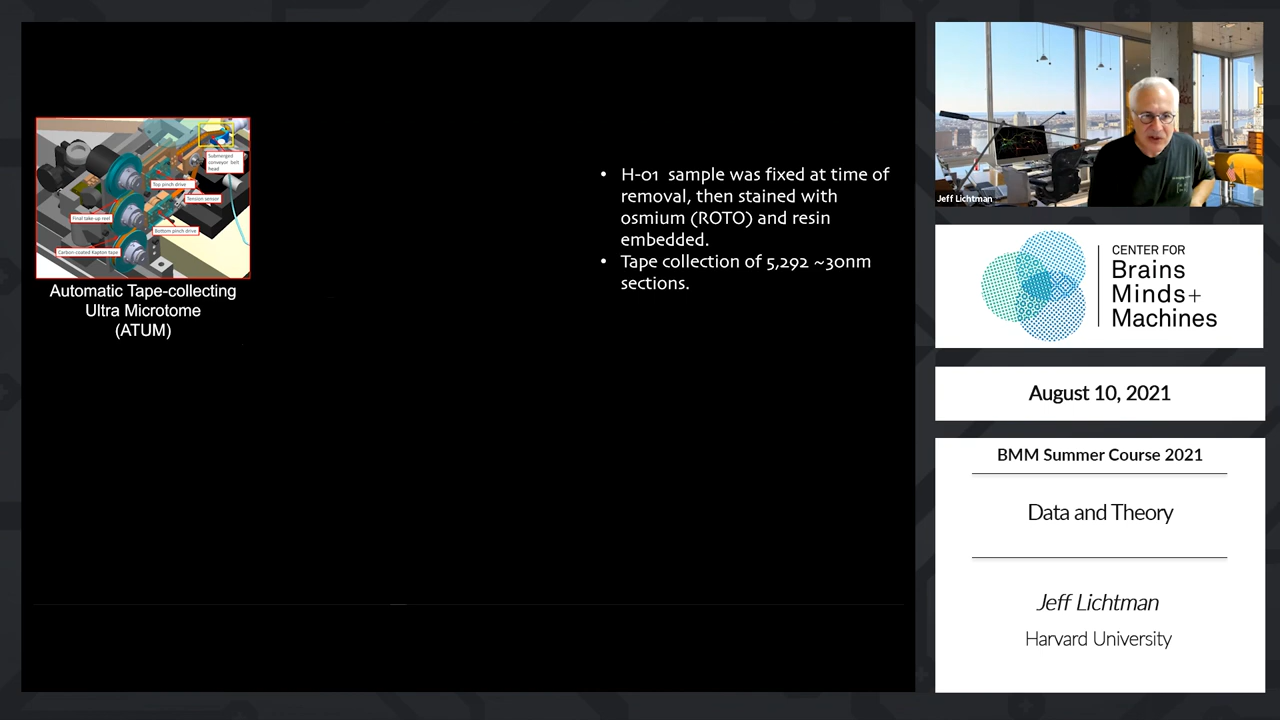 Submerged
conveyor belt
head
Top pinch drive
Tension sensor
Final take up reel
Bottom pinch drive
Carbon-coated Kapton tape
Automatic Tape-collecting
Ultra Microtome
(ATUM)
• H-01 sample was fixed at time of
removal, then stained with
osmium (ROTO) and resin
embedded.
• Tape collection of 5,292 ~30nm
sections.
Jeff Lichtman
CENTER FOR
Brains
Minds+
Machines
August 10, 2021
BMM Summer Course 2021
Data and Theory
Jeff Lichtman
Harvard University